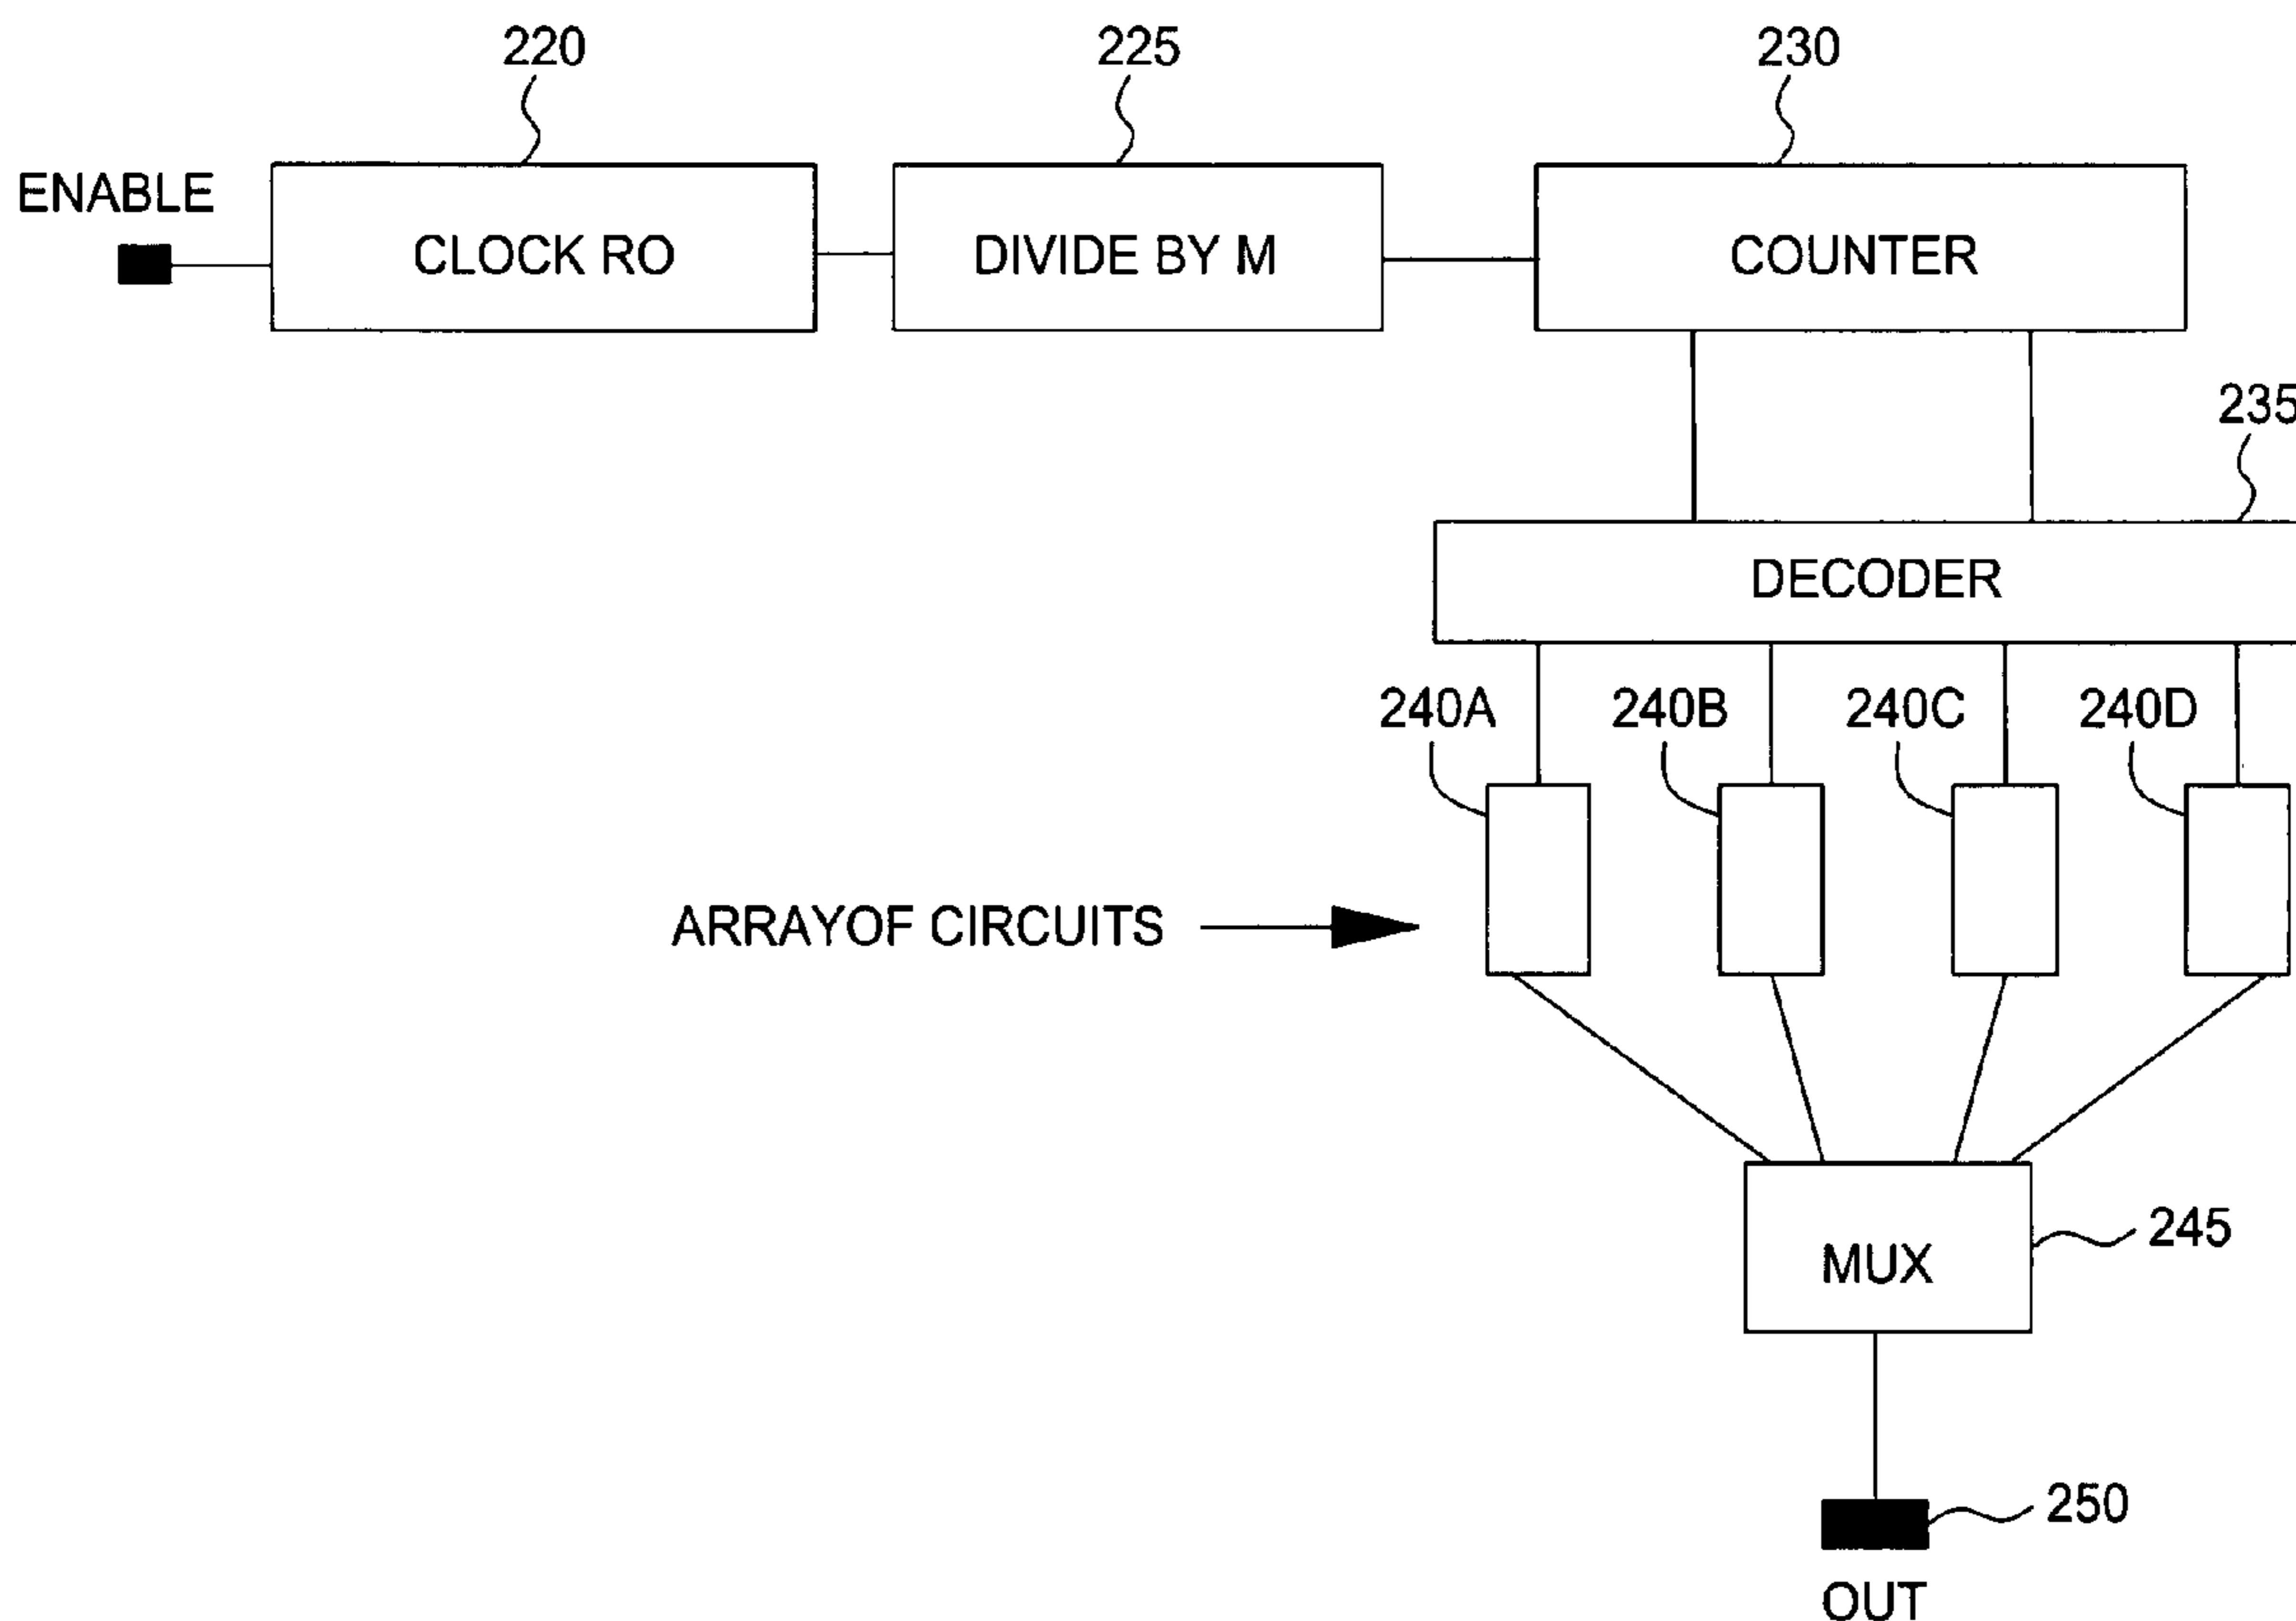 220
225
230
ENABLE
CLOCK RO
DIVIDE BY M
COUNTER
235
DECODER
240A
240B
240C
240D
ARRAYOF CIRCUITS
245
MUX
250
OUT